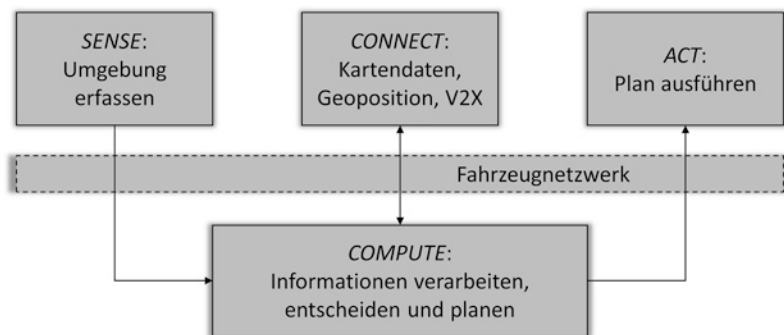 SENSE:
Umgebung
erfassen
CONNECT:
Kartendaten,
Geoposition, V2X
ACT:
Plan ausführen
Fahrzeugnetzwerk
COMPUTE:
Informationen verarbeiten,
entscheiden und planen